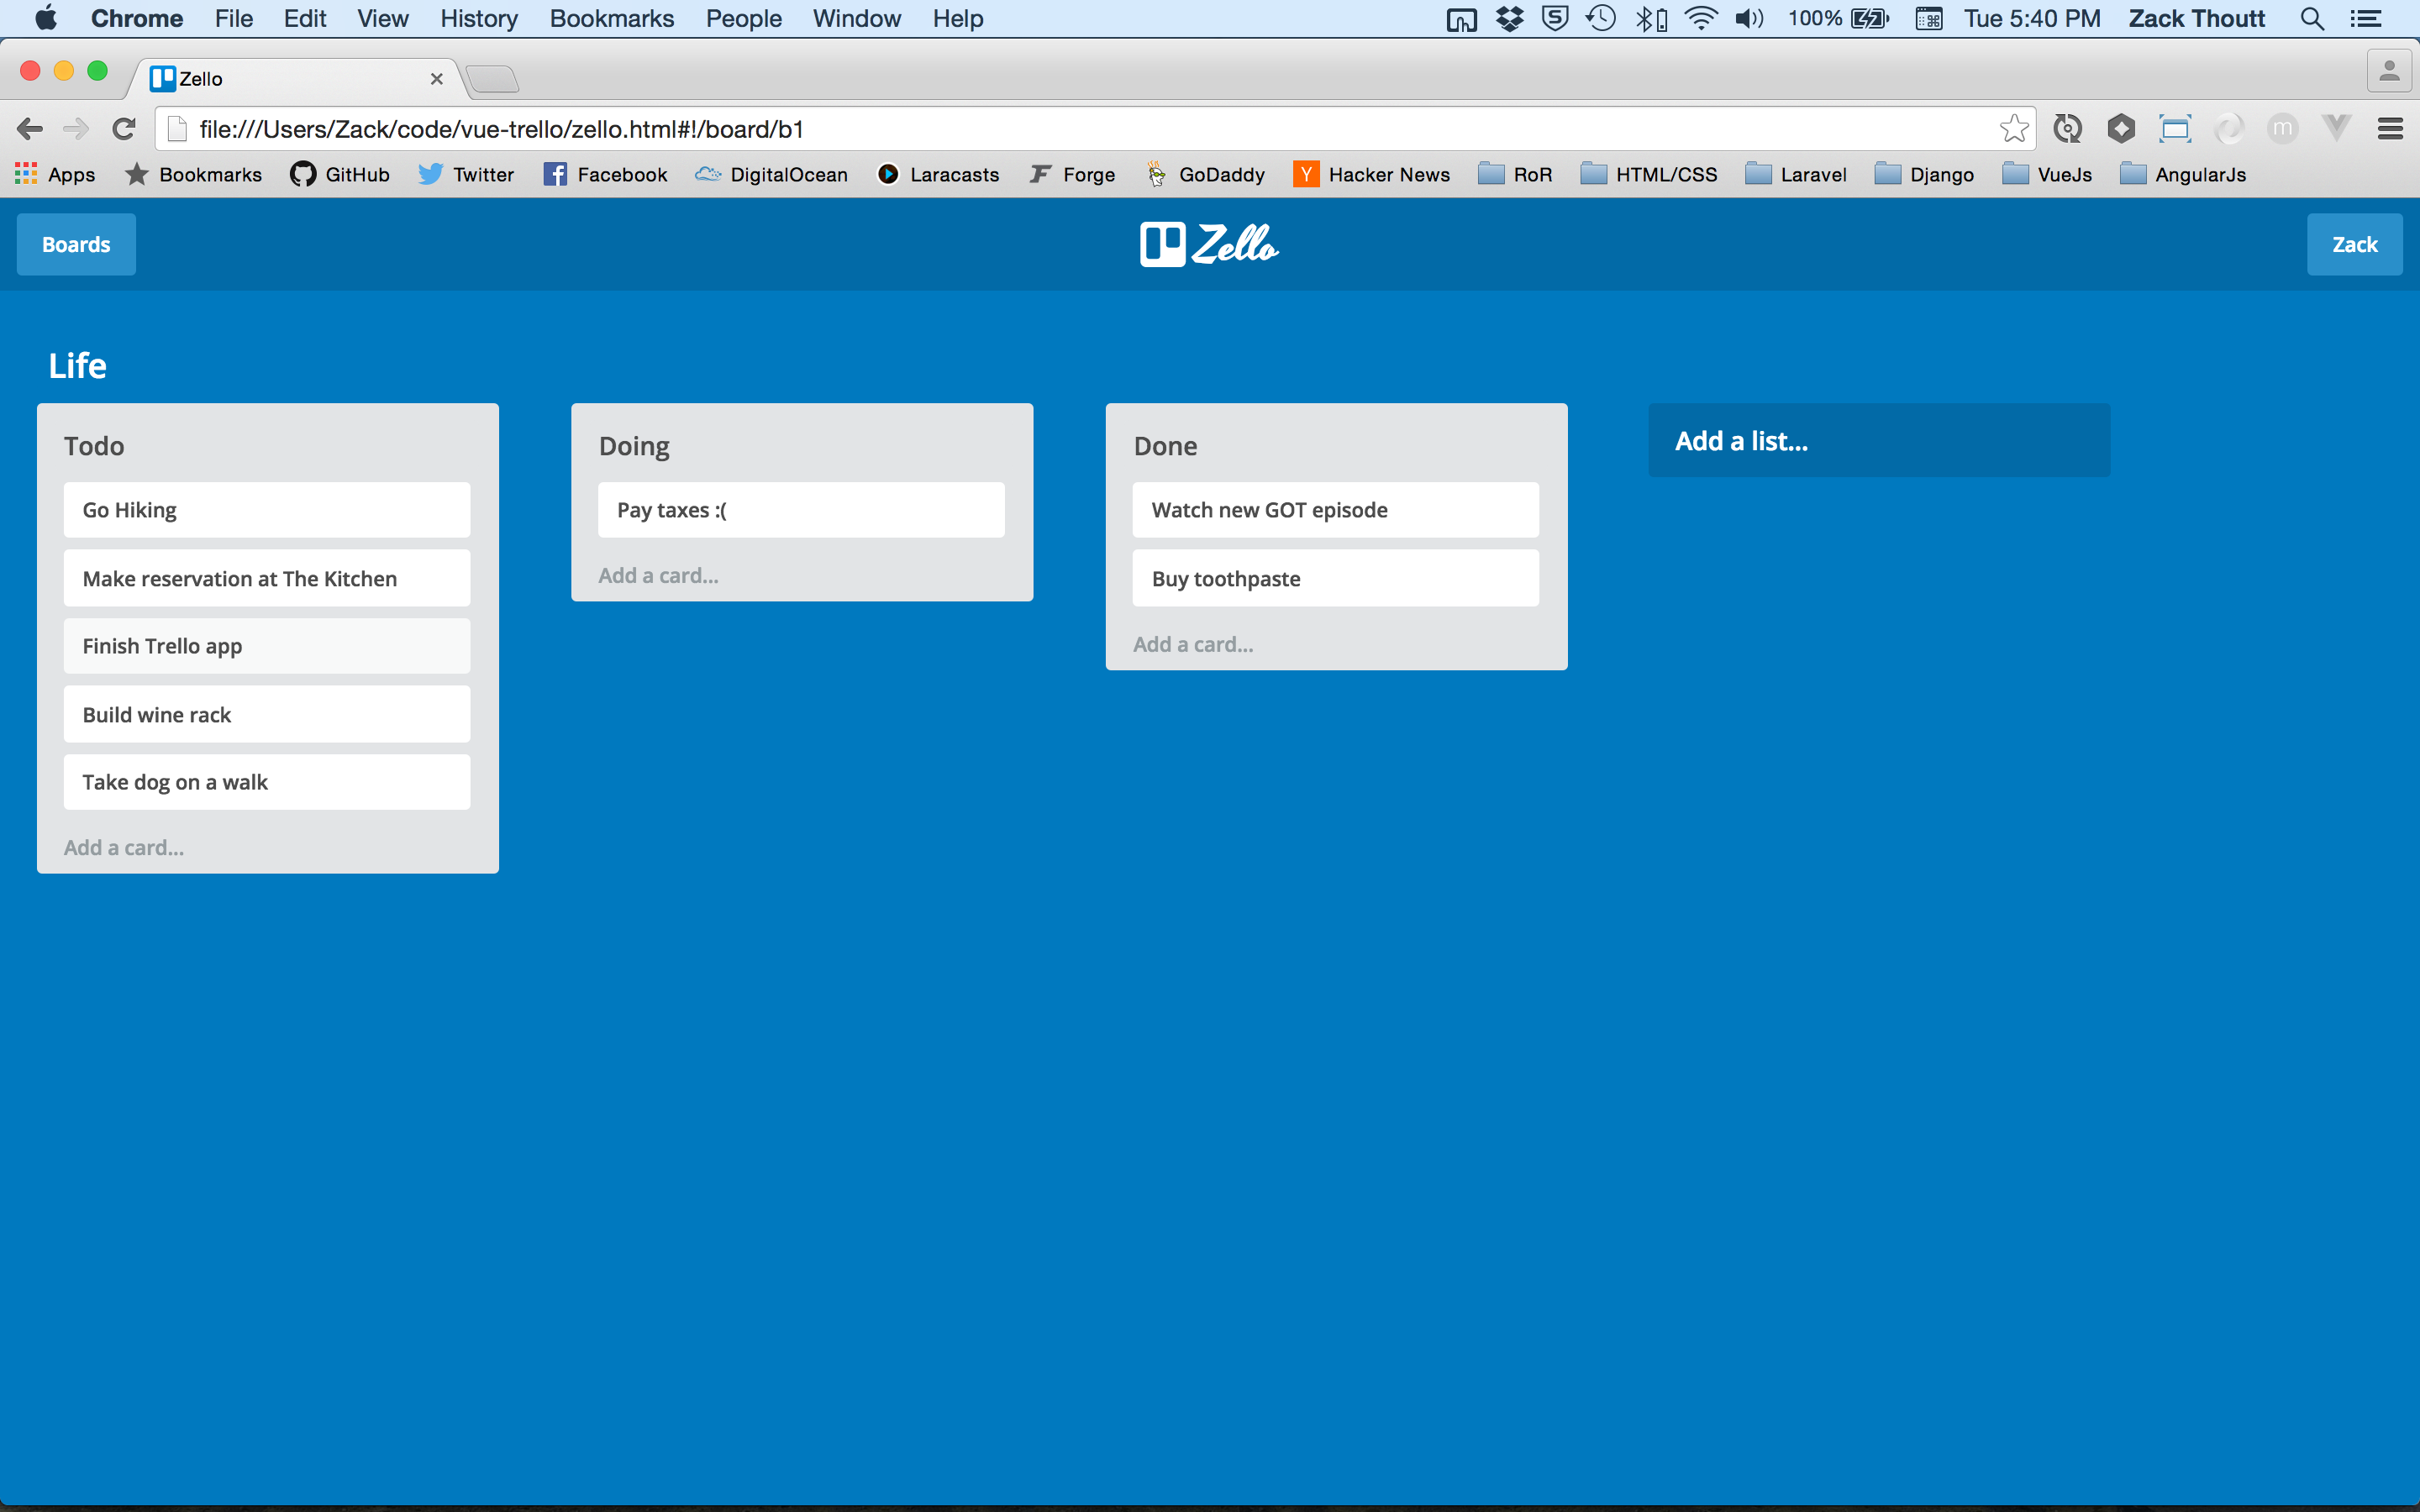 Chrome File Edit View History Bookmarks People Window Help 100% Tue 5:40 PM Zack Thoutt
Zello
file:///Users/Zack/code/vue-trello/zello.html#!/board/b1
Apps Bookmarks GitHub Twitter Facebook DigitalOcean Laracasts Forge GoDaddy Hacker News RoR HTML/CSS Laravel Django VueJs AngularJs
Boards Zello Zack
Life
Todo
Go Hiking
Make reservation at The Kitchen
Finish Trello app
Build wine rack
Take dog on a walk
Add a card...
Doing
Pay taxes :(
Add a card...
Done
Watch new GOT episode
Buy toothpaste
Add a card...
Add a list...